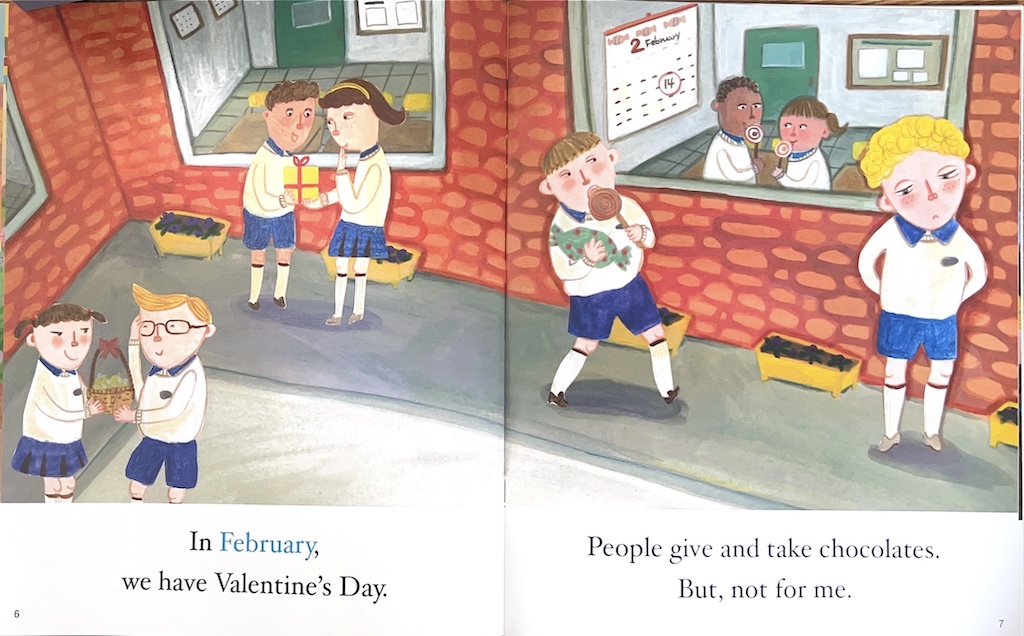 In February,
we have Valentine's Day.
6
2 February
14
People give and take chocolates.
But, not for me.
7